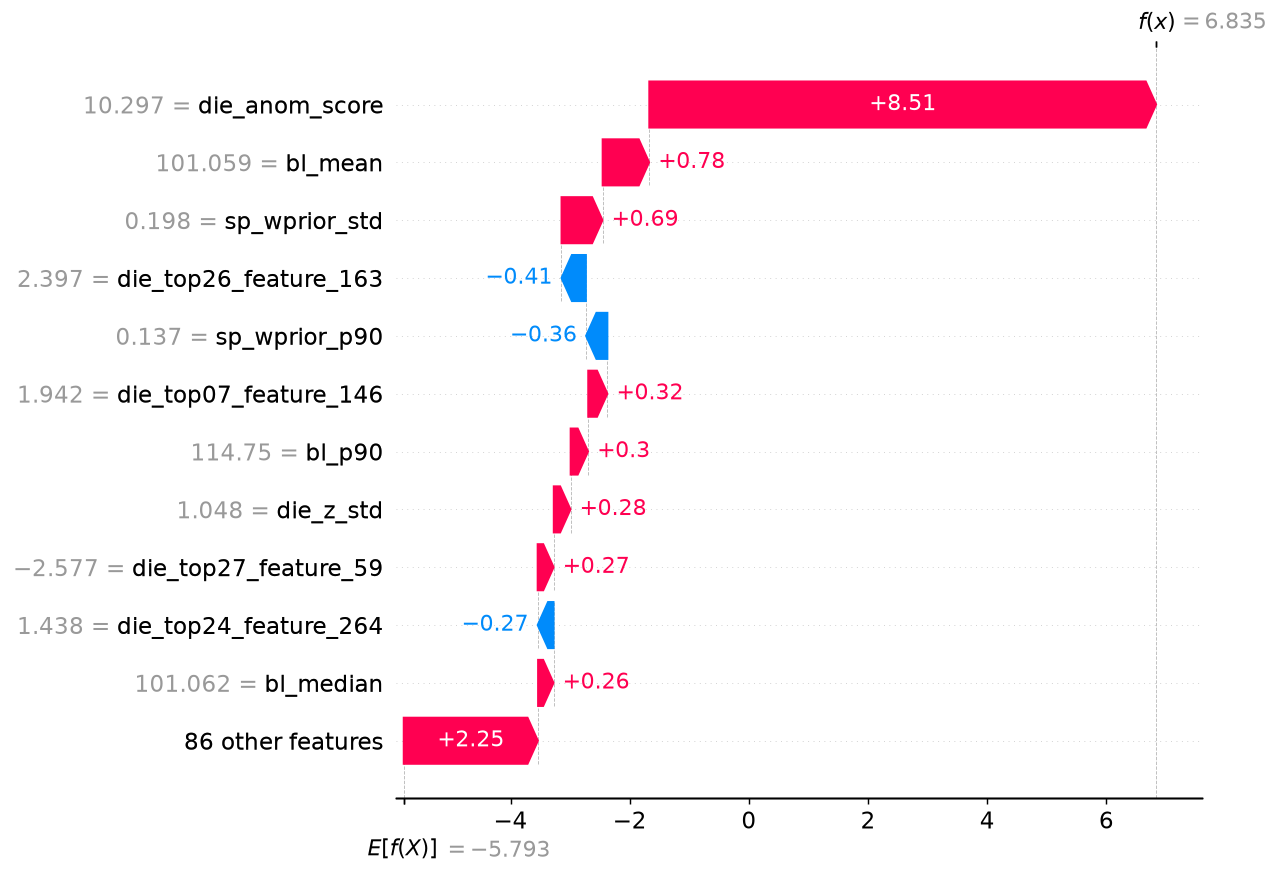 f(x) = 6.835
10.297 = die_anom_score
+8.51
101.059 = bl_mean
+0.78
0.198 = sp_wprior_std
+0.69
2.397 = die_top26_feature_163
−0.41
0.137 = sp_wprior_p90
−0.36
1.942 = die_top07_feature_146
+0.32
114.75 = bl_p90
+0.3
1.048 = die_z_std
+0.28
−2.577 = die_top27_feature_59
+0.27
1.438 = die_top24_feature_264
−0.27
101.062 = bl_median
+0.26
86 other features
+2.25
−4 −2 0 2 4 6
E[f(X)] = −5.793